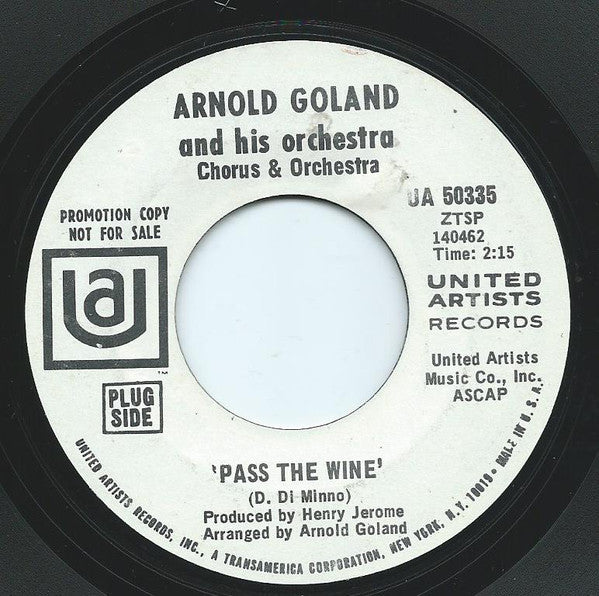 ARNOLD GOLAND
and his orchestra
Chorus & Orchestra
PROMOTION COPY
NOT FOR SALE
UA 50335
ZTSP
140462
Time: 2:15
UNITED
ARTISTS
RECORDS
ua
TM
PLUG
SIDE
United Artists
Music Co., Inc.
ASCAP
'PASS THE WINE'
(D. Di Minno)
Produced by Henry Jerome
Arranged by Arnold Goland
UNITED ARTISTS RECORDS, INC., A TRANSAMERICA CORPORATION, NEW YORK, N.Y. 10019 • MADE IN U.S.A.